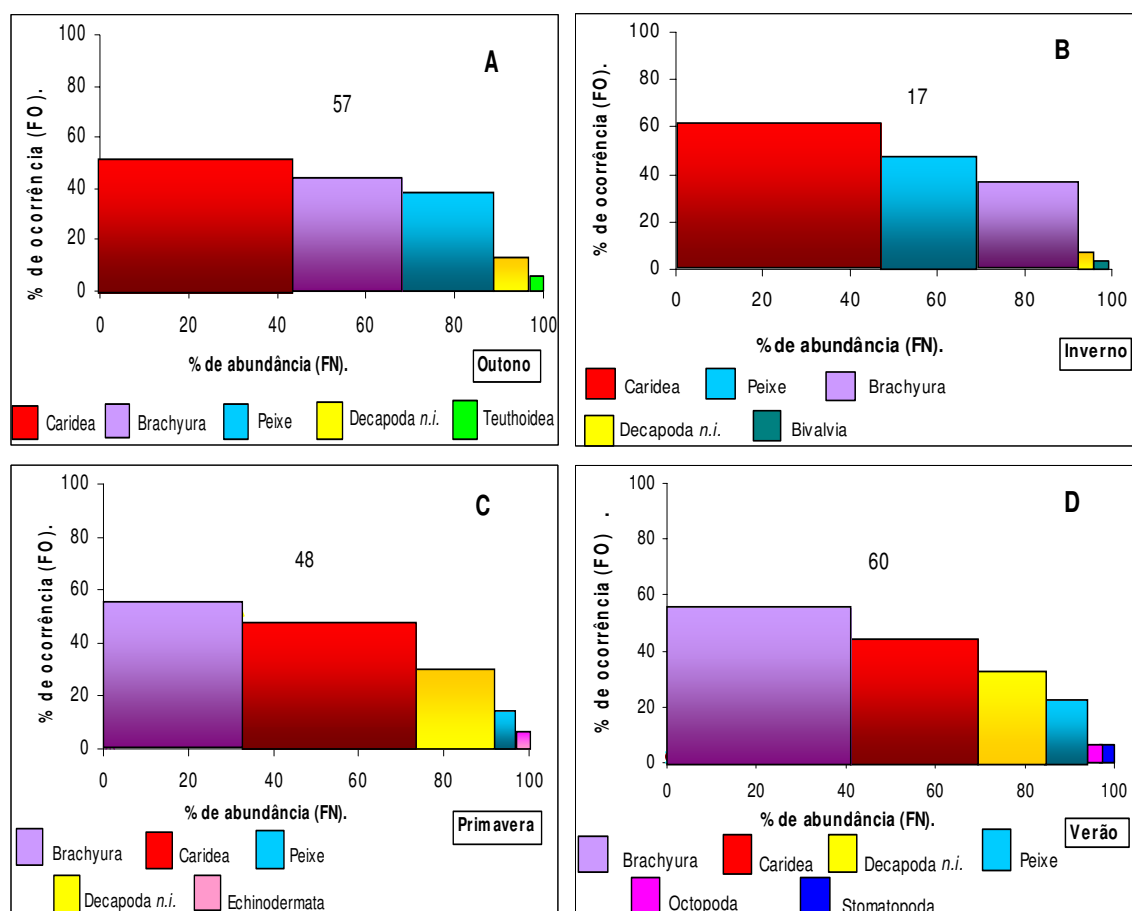 A
57
% de ocorrência (FO).
100
80
60
40
20
0
0 20 40 60 80 100
% de abundância (FN).
Outono
Caridea Brachyura Peixe Decapoda n.i. Teuthoidea
B
17
% de ocorrência (FO).
100
80
60
40
20
0
0 20 40 60 80 100
% de abundância (FN).
Inverno
Caridea Peixe Brachyura
Decapoda n.i. Bivalvia
C
48
% de ocorrência (FO).
100
80
60
40
20
0
0 20 40 60 80 100
% de abundância (FN).
Primavera
Brachyura Caridea Peixe
Decapoda n.i. Echinodermata
D
60
% de ocorrência (FO) .
100
80
60
40
20
0
0 20 40 60 80 100
% de abundância (FN).
Verão
Brachyura Caridea Decapoda n.i. Peixe
Octopoda Stomatopoda